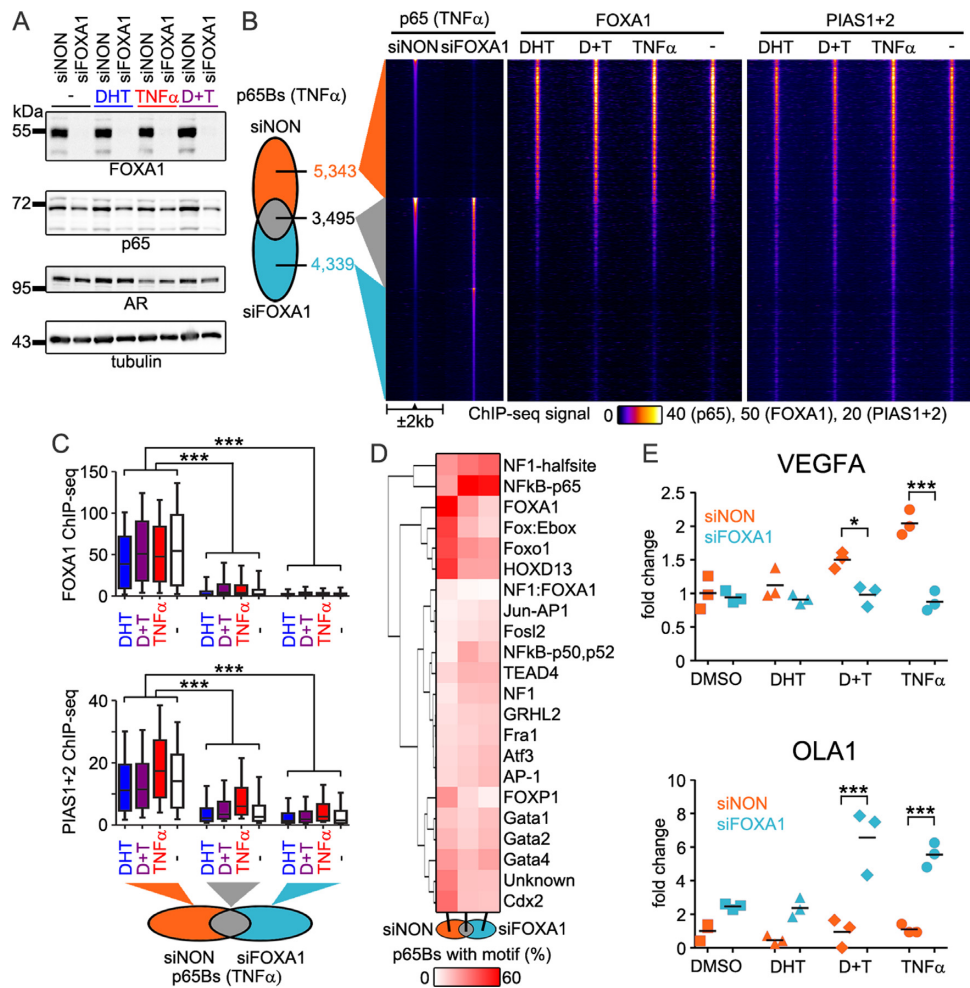 A
siNON
siFOXA1
siNON
siFOXA1
siNON
siFOXA1
siNON
siFOXA1
- DHT TNFα D+T
kDa
55
FOXA1
72
p65
AR
95
43
tubulin
B
p65Bs (TNFα)
siNON
5,343
3,495
4,339
siFOXA1
p65 (TNFα)
siNON siFOXA1
FOXA1
DHT D+T TNFα -
PIAS1+2
DHT D+T TNFα -
±2kb
ChIP-seq signal 0 40 (p65), 50 (FOXA1), 20 (PIAS1+2)
C
FOXA1 ChIP-seq
150
100
50
0
***
***
DHT
D+T
TNFα
-
DHT
D+T
TNFα
-
DHT
D+T
TNFα
-
PIAS1+2 ChIP-seq
40
20
0
***
***
DHT
D+T
TNFα
-
DHT
D+T
TNFα
-
DHT
D+T
TNFα
-
siNON siFOXA1
p65Bs (TNFα)
D
NF1-halfsite
NFkB-p65
FOXA1
Fox:Ebox
Foxo1
HOXD13
NF1:FOXA1
Jun-AP1
Fosl2
NFkB-p50,p52
TEAD4
NF1
GRHL2
Fra1
Atf3
AP-1
FOXP1
Gata1
Gata2
Gata4
Unknown
Cdx2
siNON siFOXA1
p65Bs with motif (%)
0 60
E
VEGFA
fold change
2.5
2
1.5
1
0.5
0
siNON
siFOXA1
*
***
DMSO DHT D+T TNFα
OLA1
fold change
10
8
6
4
2
0
siNON
siFOXA1
***
***
DMSO DHT D+T TNFα